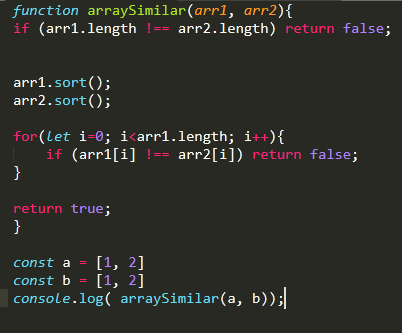 function arraySimilar(arr1, arr2){
if (arr1.length !== arr2.length) return false;
arr1.sort();
arr2.sort();
for(let i=0; i<arr1.length; i++){
    if (arr1[i] !== arr2[i]) return false;
}
return true;
}
const a = [1, 2]
const b = [1, 2]
console.log( arraySimilar(a, b));